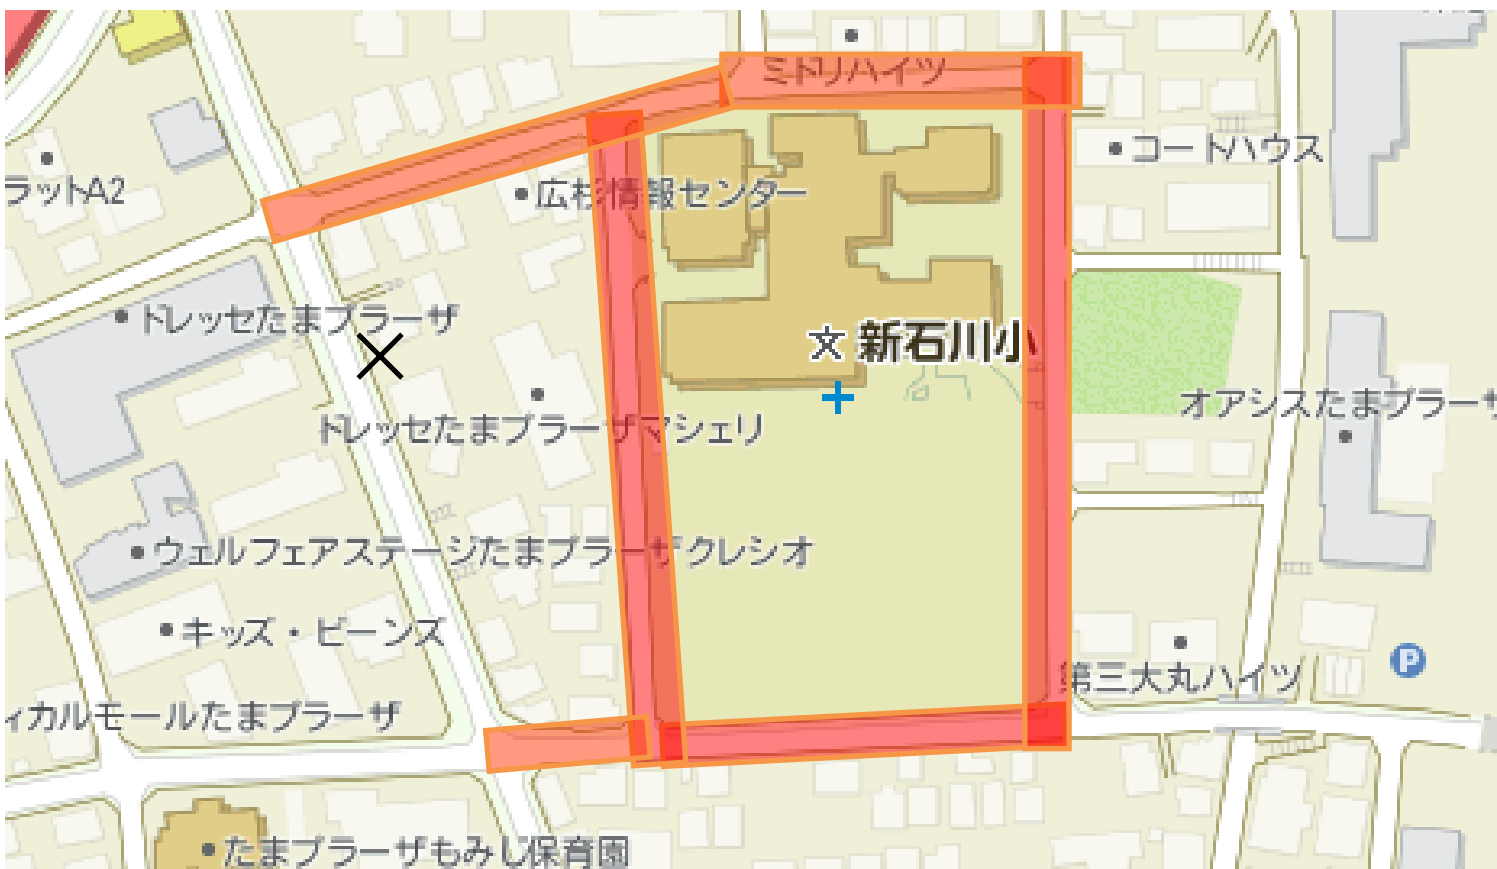 ミドリハイツ
コートハウス
ラットA2
広杉情報センター
ドレッセたまプラーザ
新石川小
オアシスたまプラーザ
ドレッセたまプラーザマシェリ
ウェルフェアステージたまプラーザクレシオ
キッズ・ビーンズ
P
第三大丸ハイツ
ィカルモールたまプラーザ
たまプラーザもみじ保育園